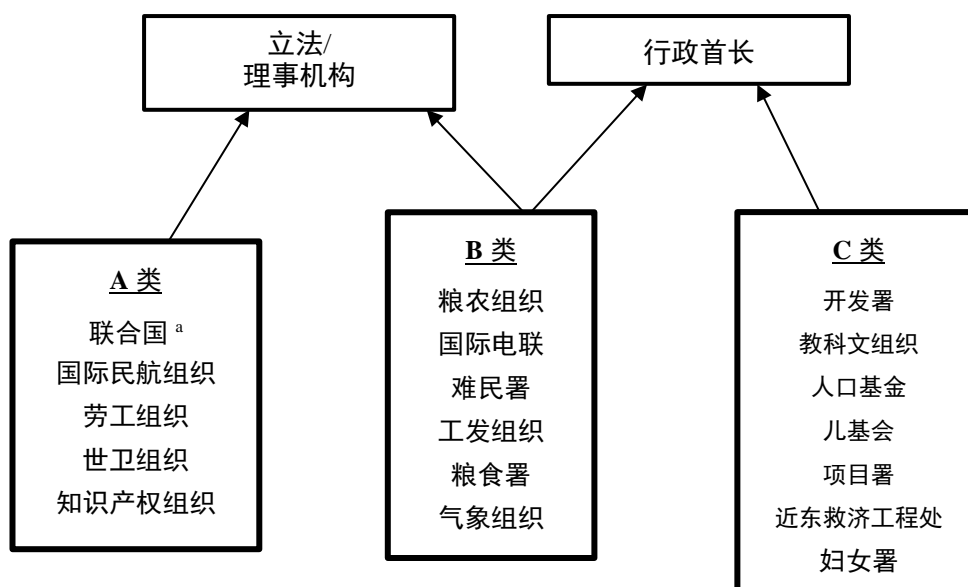 立法/
理事机构
行政首长
A 类
联合国 a
国际民航组织
劳工组织
世卫组织
知识产权组织
B 类
粮农组织
国际电联
难民署
工发组织
粮食署
气象组织
C 类
开发署
教科文组织
人口基金
儿基会
项目署
近东救济工程处
妇女署